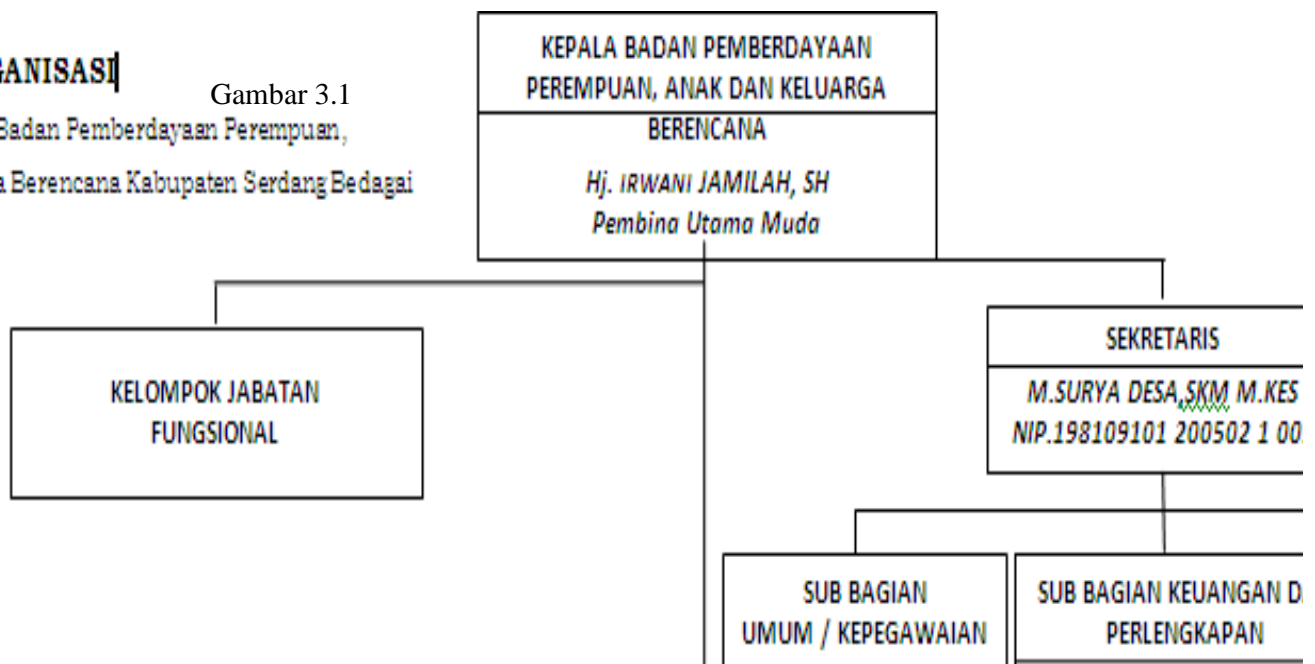 GANISASI
Gambar 3.1
Badan Pemberdayaan Perempuan,
a Berencana Kabupaten Serdang Bedagai
KEPALA BADAN PEMBERDAYAAN
PEREMPUAN, ANAK DAN KELUARGA
BERENCANA
Hj. IRWANI JAMILAH, SH
Pembina Utama Muda
KELOMPOK JABATAN
FUNGSIONAL
SEKRETARIS
M.SURYA DESA,SKM M.KES
NIP.198109101 200502 1 00
SUB BAGIAN
UMUM / KEPEGAWAIAN
SUB BAGIAN KEUANGAN D
PERLENGKAPAN